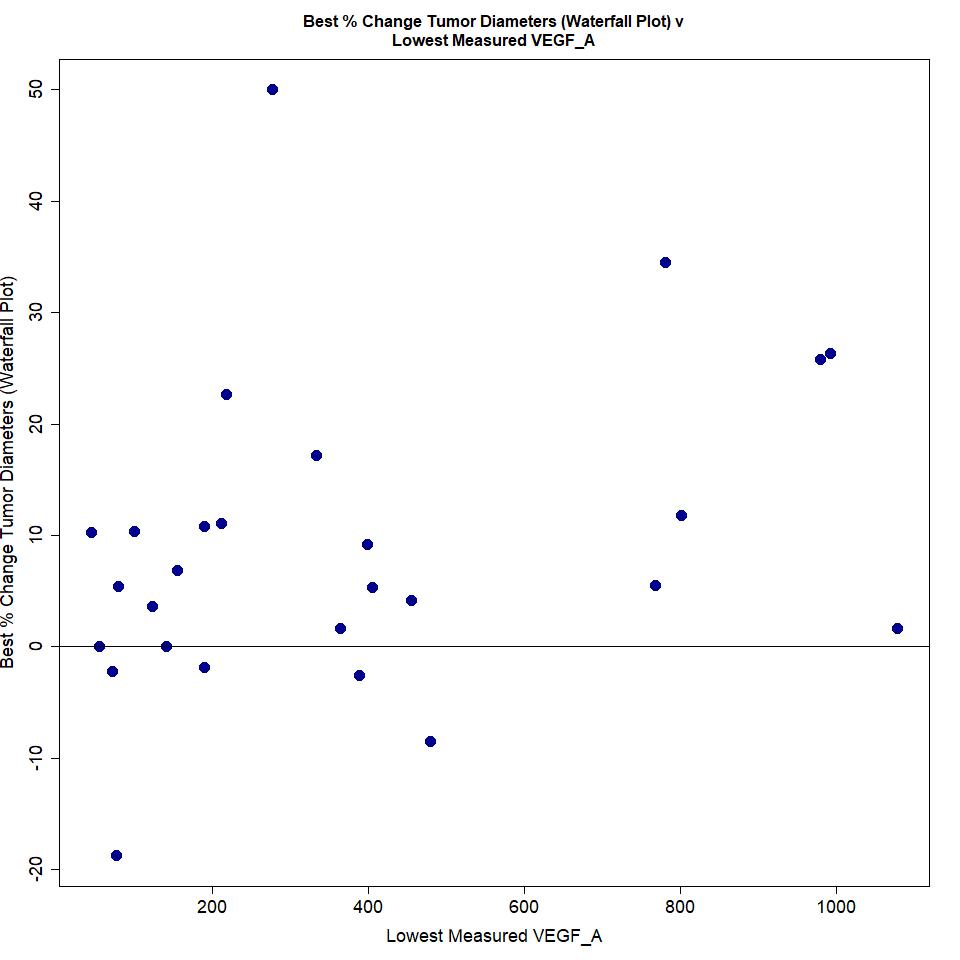 Best % Change Tumor Diameters (Waterfall Plot) v
Lowest Measured VEGF_A
Best % Change Tumor Diameters (Waterfall Plot)
50
40
30
20
10
0
-10
-20
200 400 600 800 1000
Lowest Measured VEGF_A